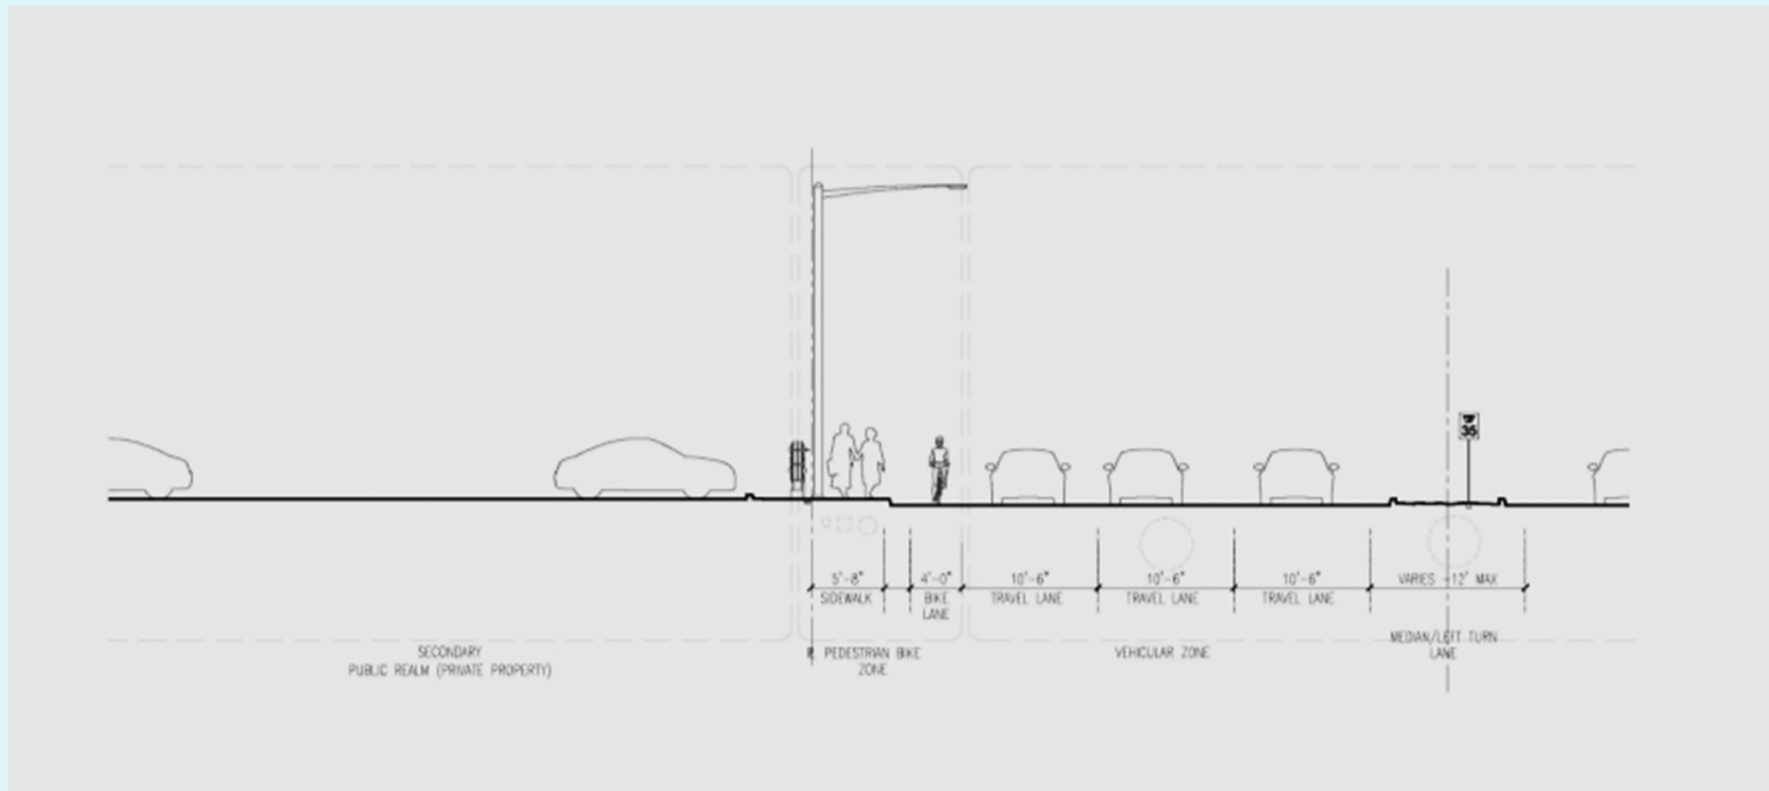 35
5'-8"
4'-0"
10'-6"
10'-6"
10'-6"
VARIES -12' MAX
SIDEWALK
BIKE
LANE
TRAVEL LANE
TRAVEL LANE
TRAVEL LANE
MEDIAN/LEFT TURN
LANE
SECONDARY
PUBLIC REALM (PRIVATE PROPERTY)
PEDESTRIAN BIKE
ZONE
VEHICULAR ZONE